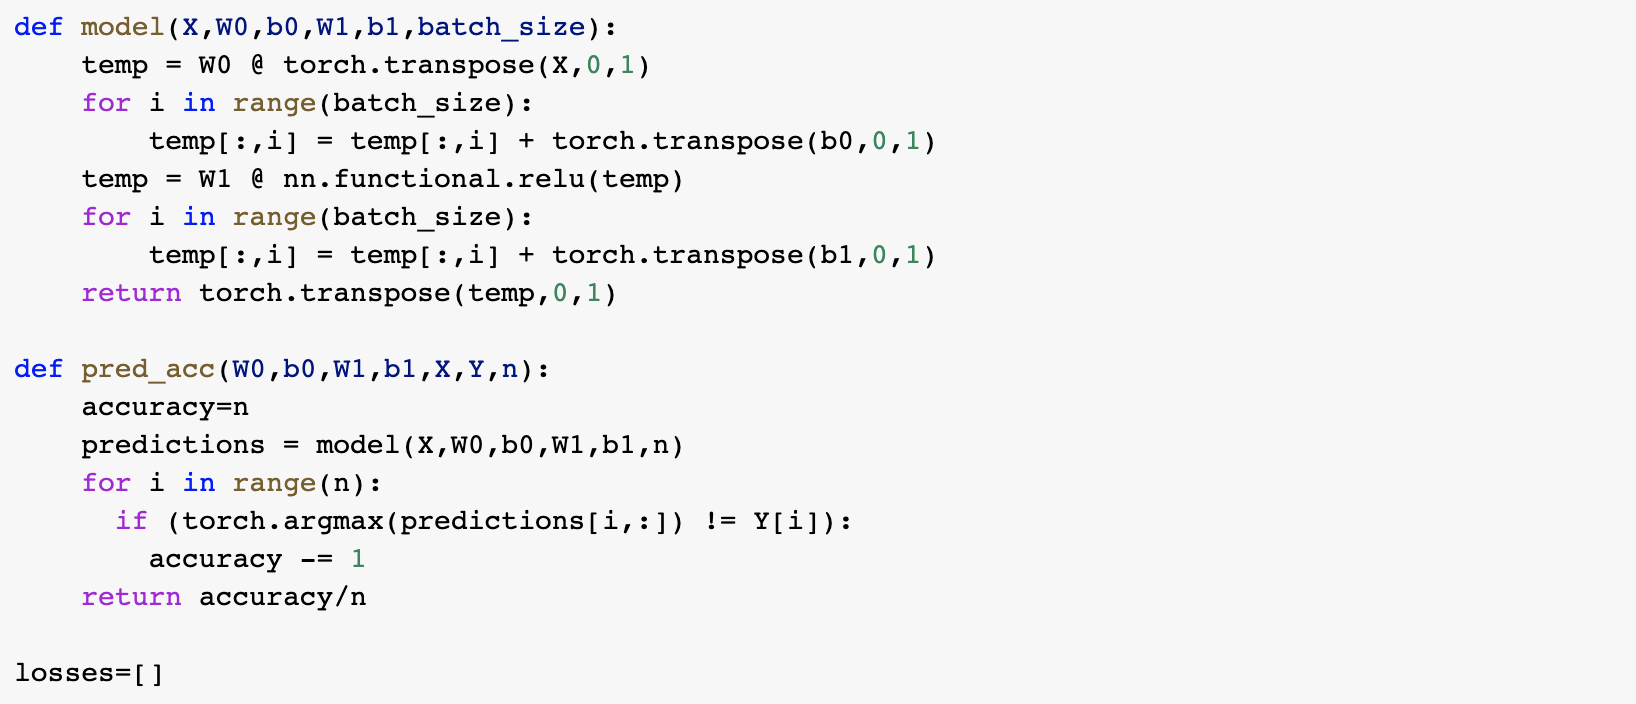 def model(X,W0,b0,W1,b1,batch_size):
    temp = W0 @ torch.transpose(X,0,1)
    for i in range(batch_size):
        temp[:,i] = temp[:,i] + torch.transpose(b0,0,1)
    temp = W1 @ nn.functional.relu(temp)
    for i in range(batch_size):
        temp[:,i] = temp[:,i] + torch.transpose(b1,0,1)
    return torch.transpose(temp,0,1)

def pred_acc(W0,b0,W1,b1,X,Y,n):
    accuracy=n
    predictions = model(X,W0,b0,W1,b1,n)
    for i in range(n):
      if (torch.argmax(predictions[i,:]) != Y[i]):
        accuracy -= 1
    return accuracy/n

losses=[]